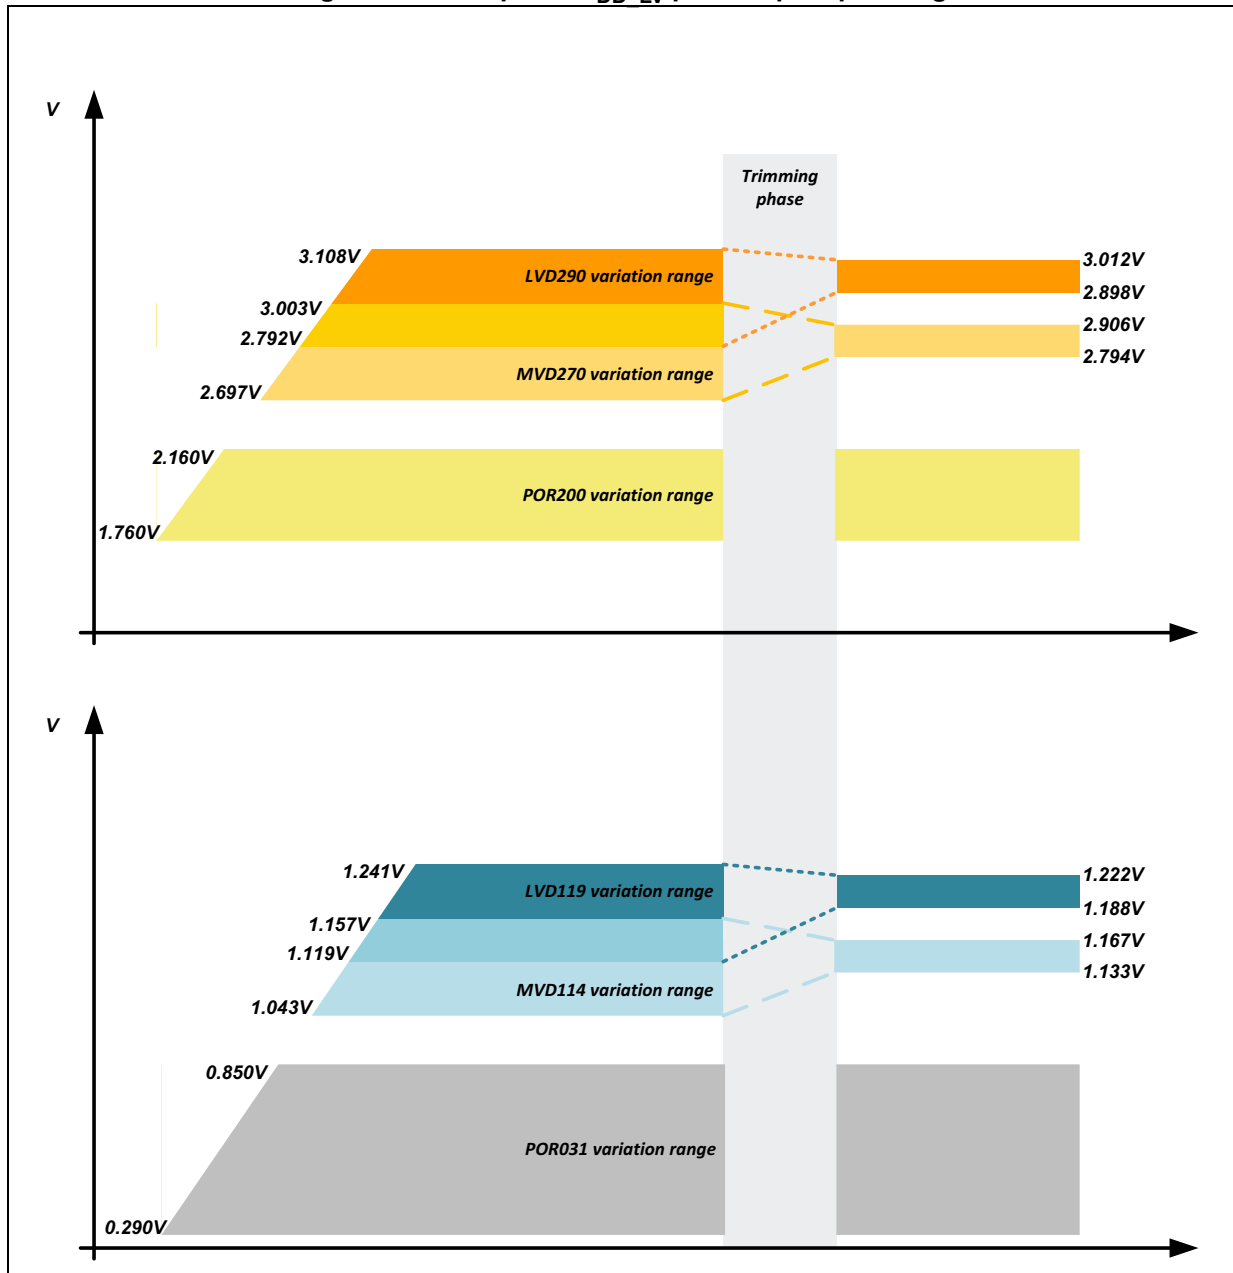 V
Trimming
phase
3.108V
LVD290 variation range
3.012V
2.898V
3.003V
2.906V
2.792V
2.794V
MVD270 variation range
2.697V
2.160V
POR200 variation range
1.760V
V
1.241V
LVD119 variation range
1.222V
1.188V
1.157V
1.167V
1.119V
1.133V
MVD114 variation range
1.043V
0.850V
POR031 variation range
0.290V